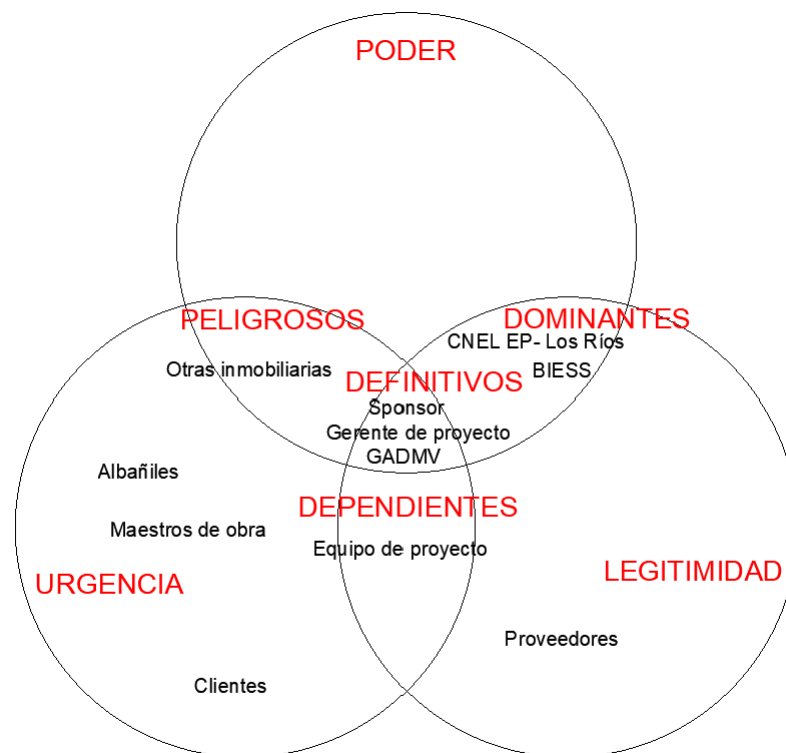 PODER
PELIGROSOS
DOMINANTES
CNEL EP- Los Ríos
Otras inmobiliarias
BIESS
DEFINITIVOS
Sponsor
Gerente de proyecto
GADMV
Albañiles
DEPENDIENTES
Maestros de obra
Equipo de proyecto
URGENCIA
LEGITIMIDAD
Proveedores
Clientes